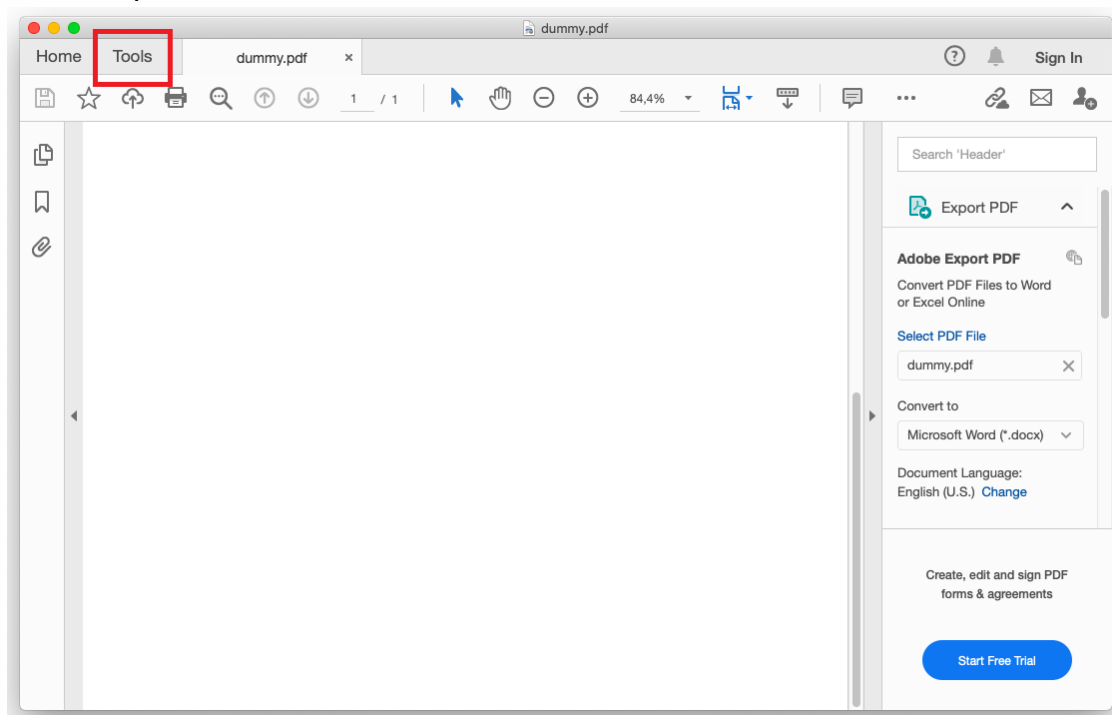 dummy.pdf
Home Tools dummy.pdf × ? Sign In
1 / 1 84,4%
Search 'Header'
Export PDF
Adobe Export PDF
Convert PDF Files to Word
or Excel Online
Select PDF File
dummy.pdf
Convert to
Microsoft Word (*.docx)
Document Language:
English (U.S.) Change
Create, edit and sign PDF
forms & agreements
Start Free Trial